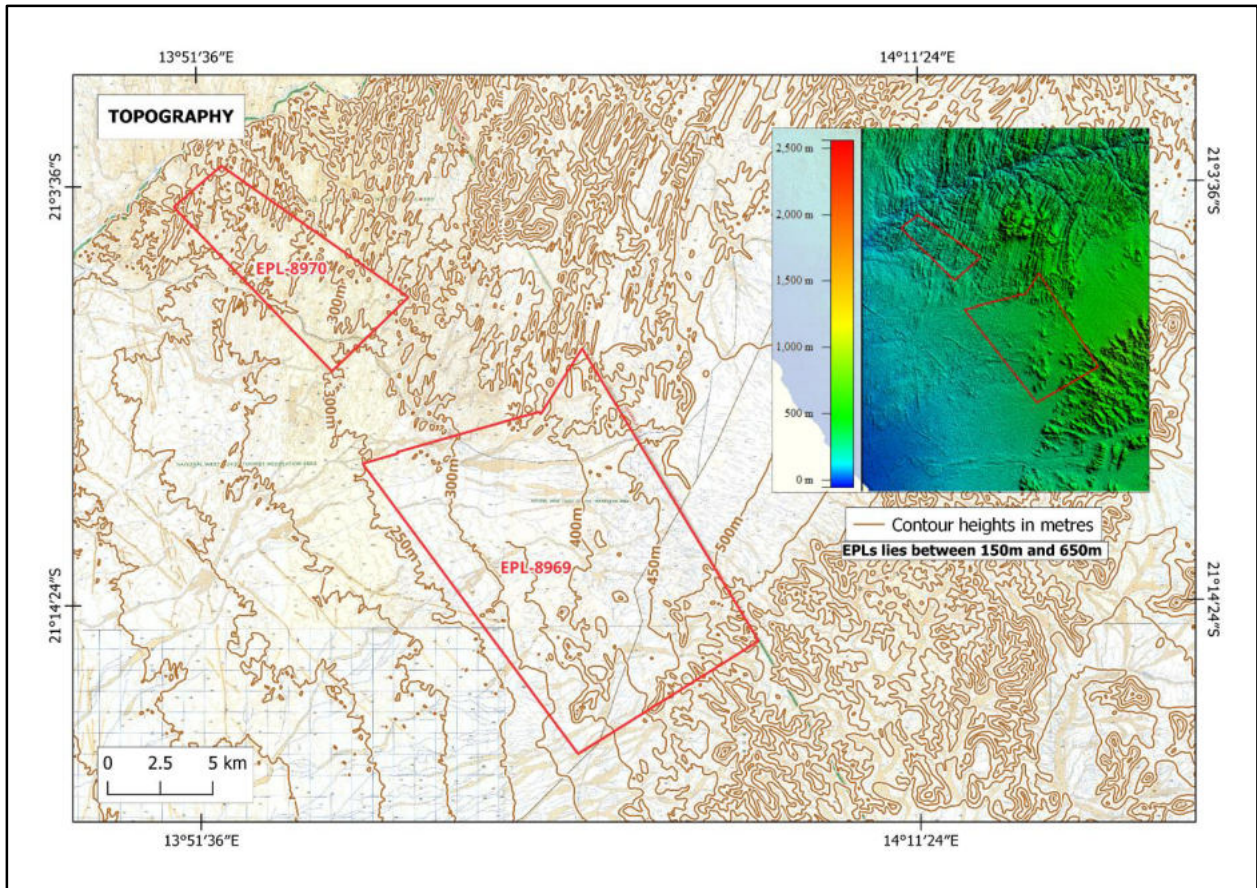 13°51′36″E
14°11′24″E
TOPOGRAPHY
21°3′36″S
21°3′36″S
2,500 m
2,000 m
1,500 m
1,000 m
500 m
0 m
EPL-8970
300m
300m
300m
400m
250m
450m
500m
EPL-8969
Contour heights in metres
EPLs lies between 150m and 650m
21°14′24″S
21°14′24″S
0 2.5 5 km
13°51′36″E
14°11′24″E